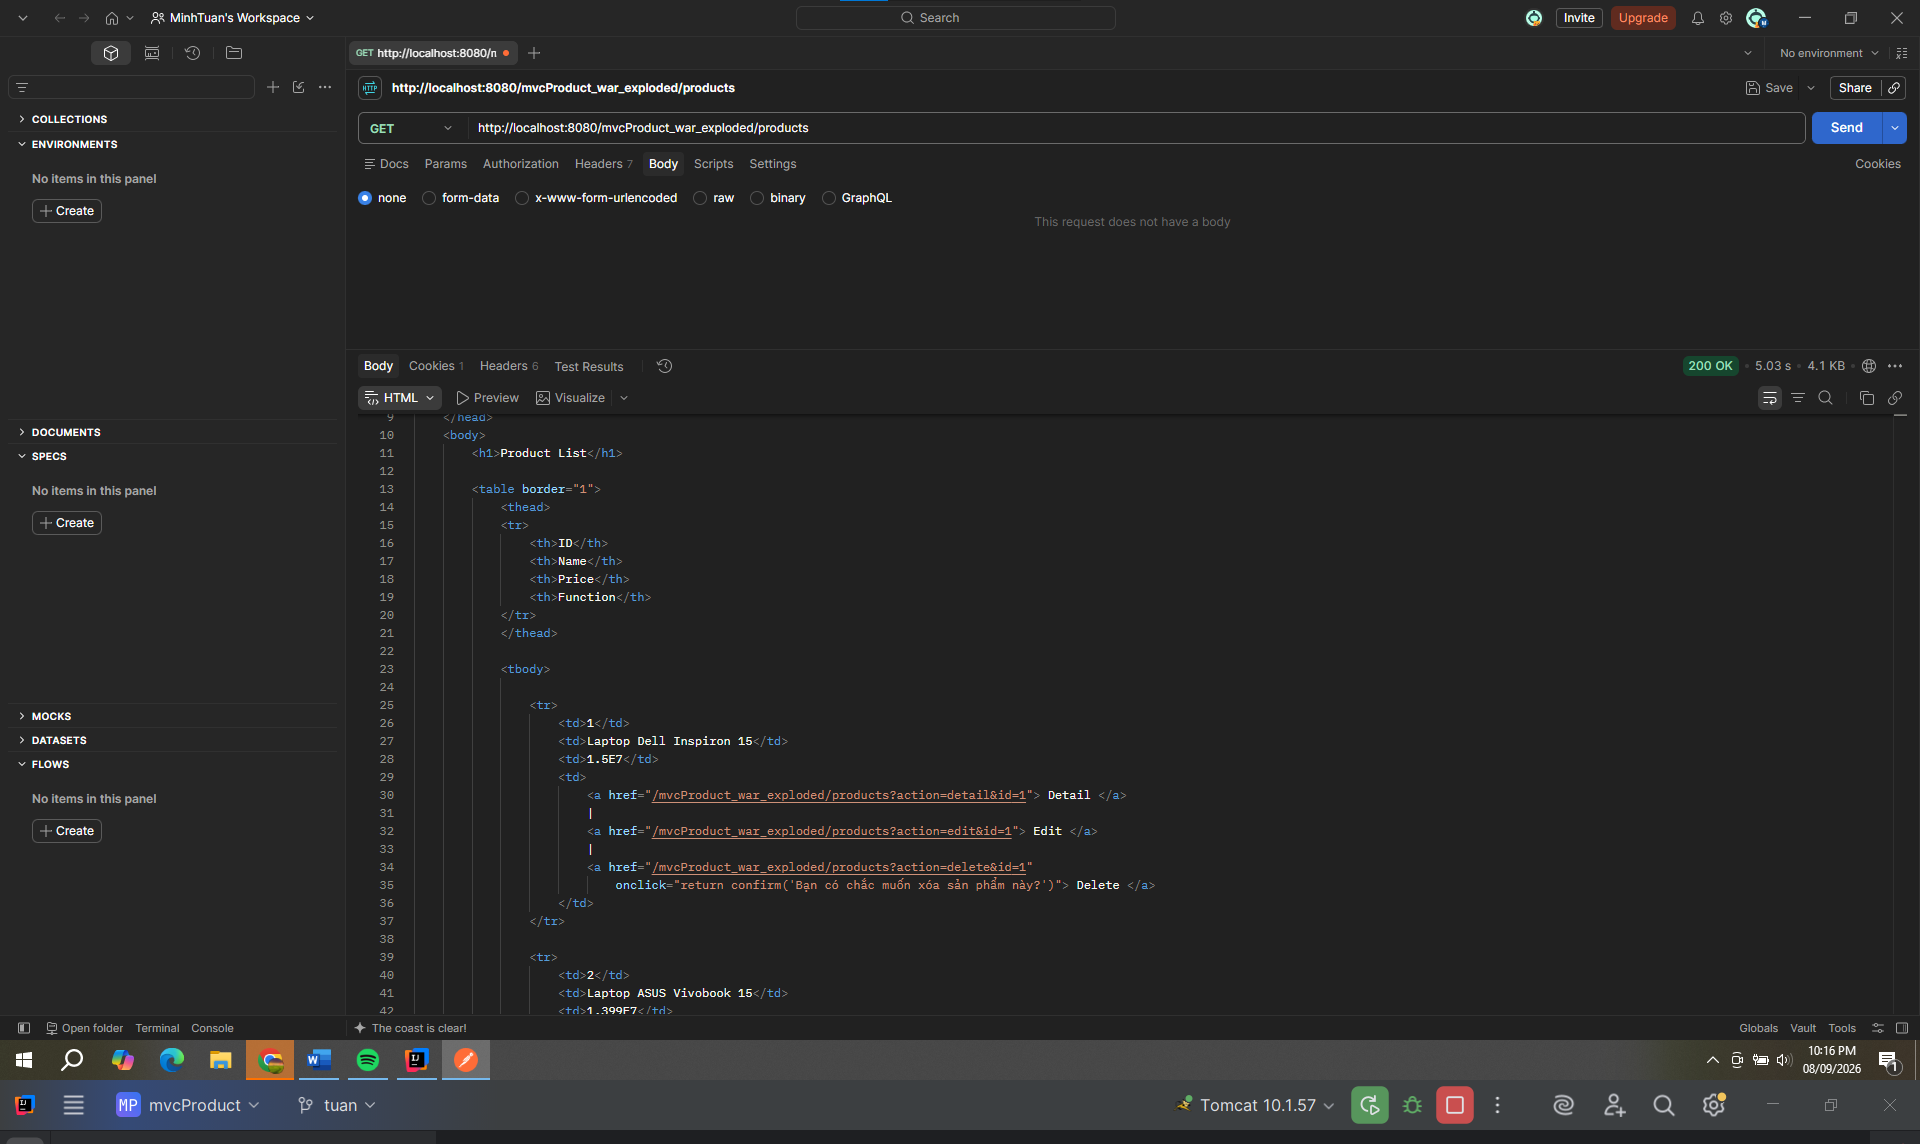 MinhTuan's Workspace
Search
Invite
Upgrade
GET http://localhost:8080/n
No environment
HTTP
http://localhost:8080/mvcProduct_war_exploded/products
Save
Share
COLLECTIONS
GET
http://localhost:8080/mvcProduct_war_exploded/products
Send
ENVIRONMENTS
No items in this panel
Create
Docs Params Authorization Headers 7 Body Scripts Settings
Cookies
none form-data x-www-form-urlencoded raw binary GraphQL
This request does not have a body
Body Cookies 1 Headers 6 Test Results
200 OK • 5.03 s • 4.1 KB
HTML Preview Visualize
DOCUMENTS
SPECS
No items in this panel
Create
MOCKS
DATASETS
FLOWS
No items in this panel
Create
9 </head>
10 <body>
11 <h1>Product List</h1>
12
13 <table border="1">
14 <thead>
15 <tr>
16 <th>ID</th>
17 <th>Name</th>
18 <th>Price</th>
19 <th>Function</th>
20 </tr>
21 </thead>
22
23 <tbody>
24
25 <tr>
26 <td>1</td>
27 <td>Laptop Dell Inspiron 15</td>
28 <td>1.5E7</td>
29 <td>
30 <a href="/mvcProduct_war_exploded/products?action=detail&id=1"> Detail </a>
31 |
32 <a href="/mvcProduct_war_exploded/products?action=edit&id=1"> Edit </a>
33 |
34 <a href="/mvcProduct_war_exploded/products?action=delete&id=1"
35 onclick="return confirm('Bạn có chắc muốn xóa sản phẩm này?')"> Delete </a>
36 </td>
37 </tr>
38
39 <tr>
40 <td>2</td>
41 <td>Laptop ASUS Vivobook 15</td>
42 <td>1.399E7</td>
Open folder Terminal Console
The coast is clear!
Globals Vault Tools
10:16 PM
08/09/2026
1
MP mvcProduct
tuan
Tomcat 10.1.57